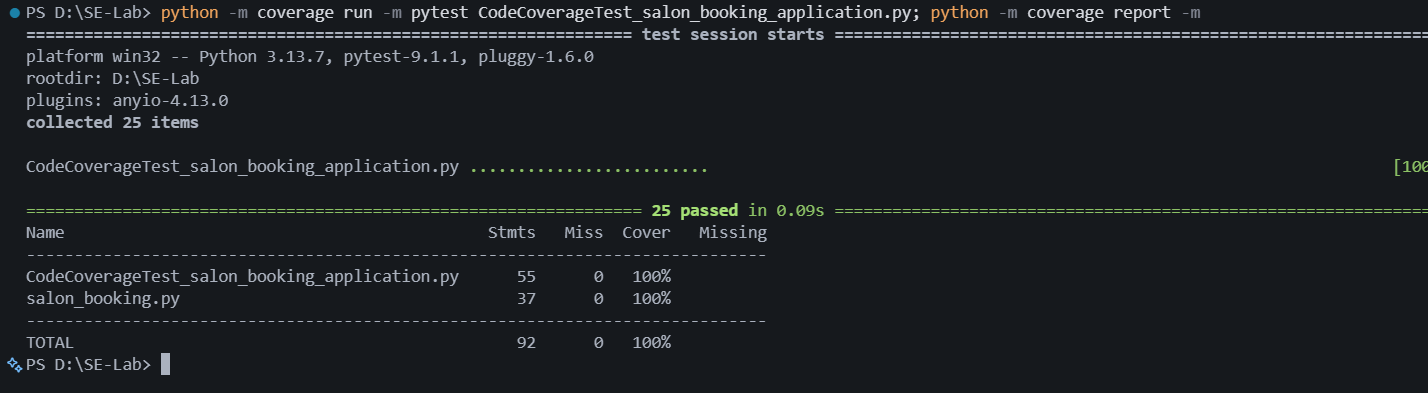 PS D:\SE-Lab> python -m coverage run -m pytest CodeCoverageTest_salon_booking_application.py; python -m coverage report -m
============================================================== test session starts ==============================================================
platform win32 -- Python 3.13.7, pytest-9.1.1, pluggy-1.6.0
rootdir: D:\SE-Lab
plugins: anyio-4.13.0
collected 25 items
CodeCoverageTest_salon_booking_application.py ......................... [100
=============================================================== 25 passed in 0.09s ===============================================================
Name Stmts Miss Cover Missing
-----------------------------------------------------------------------------
CodeCoverageTest_salon_booking_application.py 55 0 100%
salon_booking.py 37 0 100%
-----------------------------------------------------------------------------
TOTAL 92 0 100%
PS D:\SE-Lab>